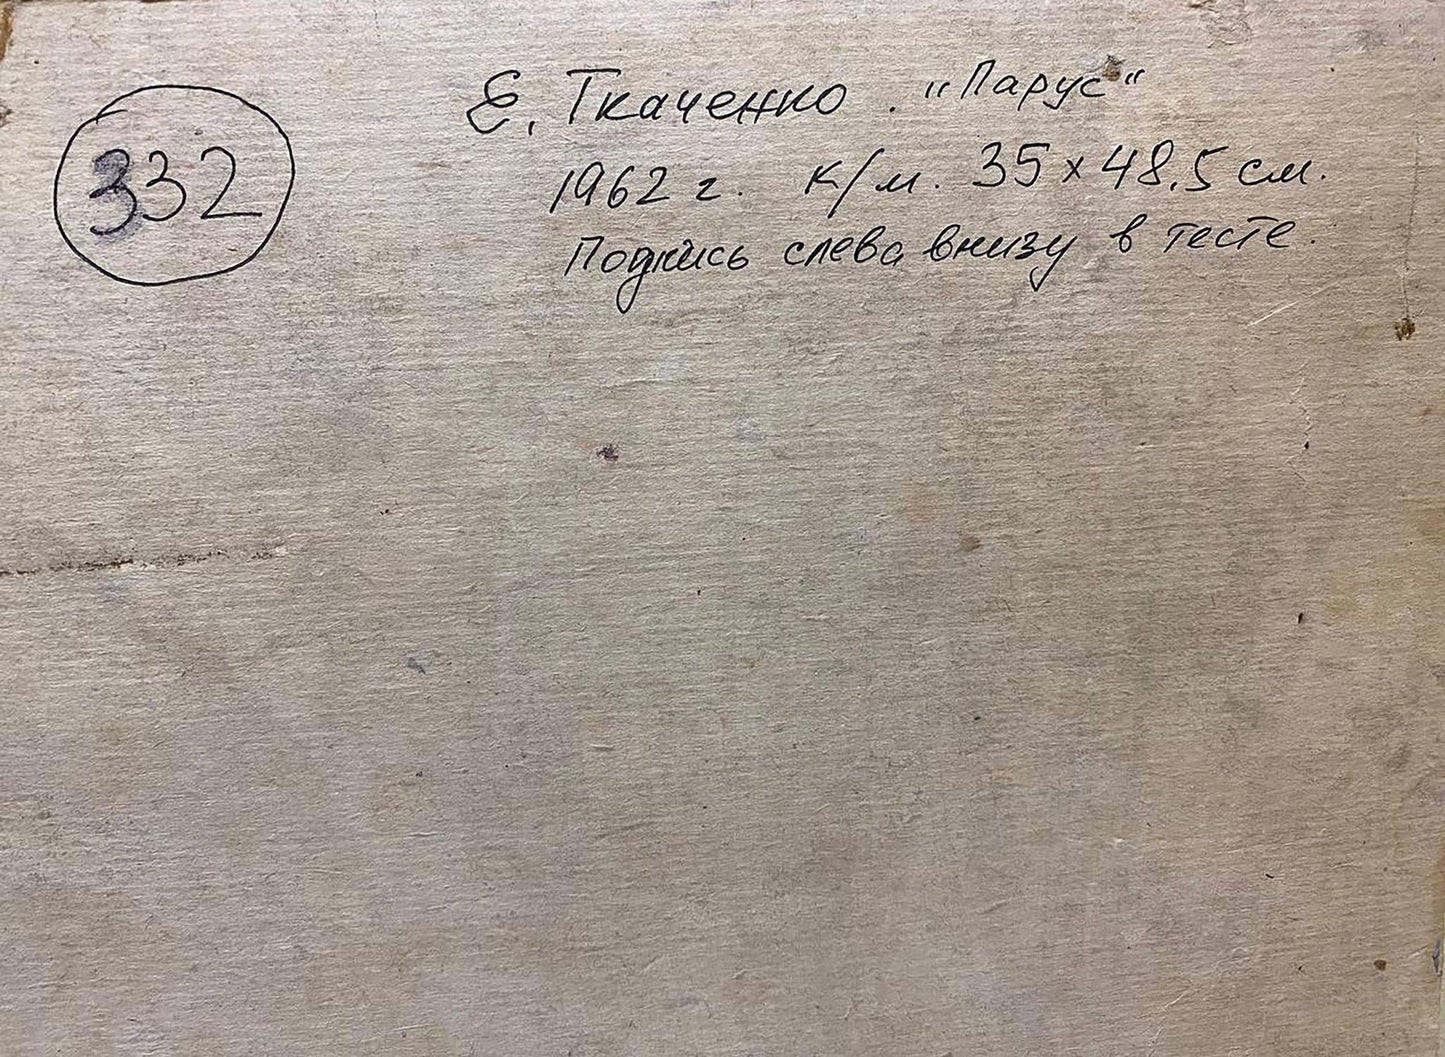 332
Е. Ткаченко. "Парус"
1962 г. к/м. 35 x 48,5 см.
Подпись слева внизу в тесте.